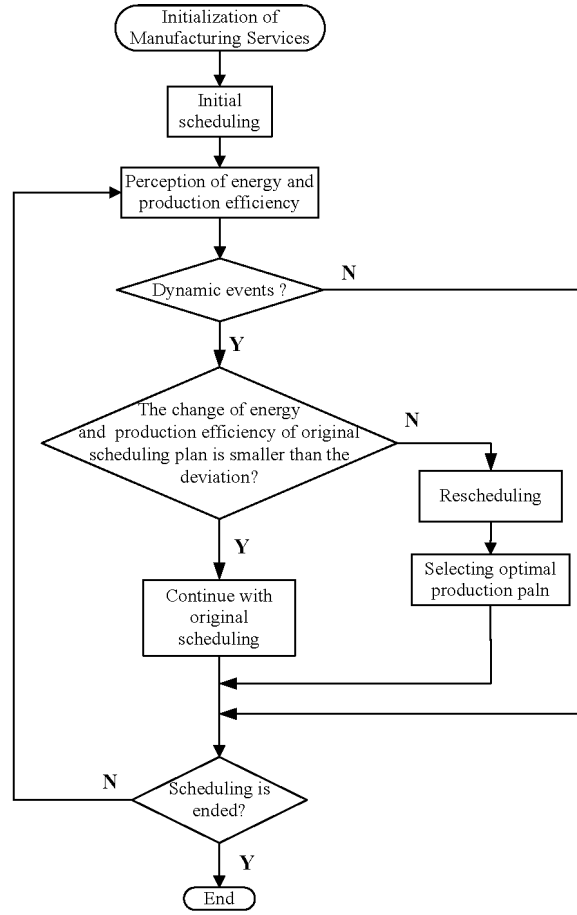 Initialization of
Manufacturing Services
Initial
scheduling
Perception of energy and
production efficiency
Dynamic events ?
N
Y
The change of energy
and production efficiency of original
scheduling plan is smaller than the
deviation?
N
Rescheduling
Y
Selecting optimal
production paln
Continue with
original
scheduling
N
Scheduling is
ended?
Y
End